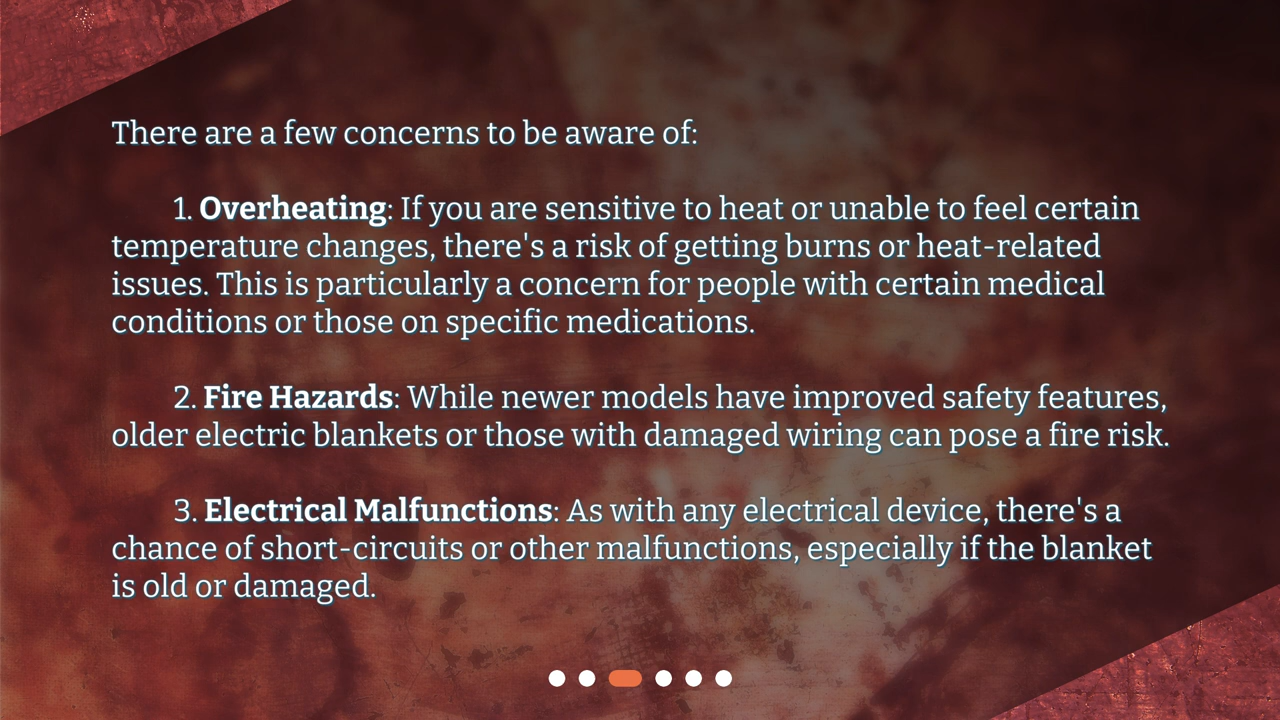 There are a few concerns to be aware of:
1. Overheating: If you are sensitive to heat or unable to feel certain
temperature changes, there's a risk of getting burns or heat-related
issues. This is particularly a concern for people with certain medical
conditions or those on specific medications.
2. Fire Hazards: While newer models have improved safety features,
older electric blankets or those with damaged wiring can pose a fire risk.
3. Electrical Malfunctions: As with any electrical device, there's a
chance of short-circuits or other malfunctions, especially if the blanket
is old or damaged.